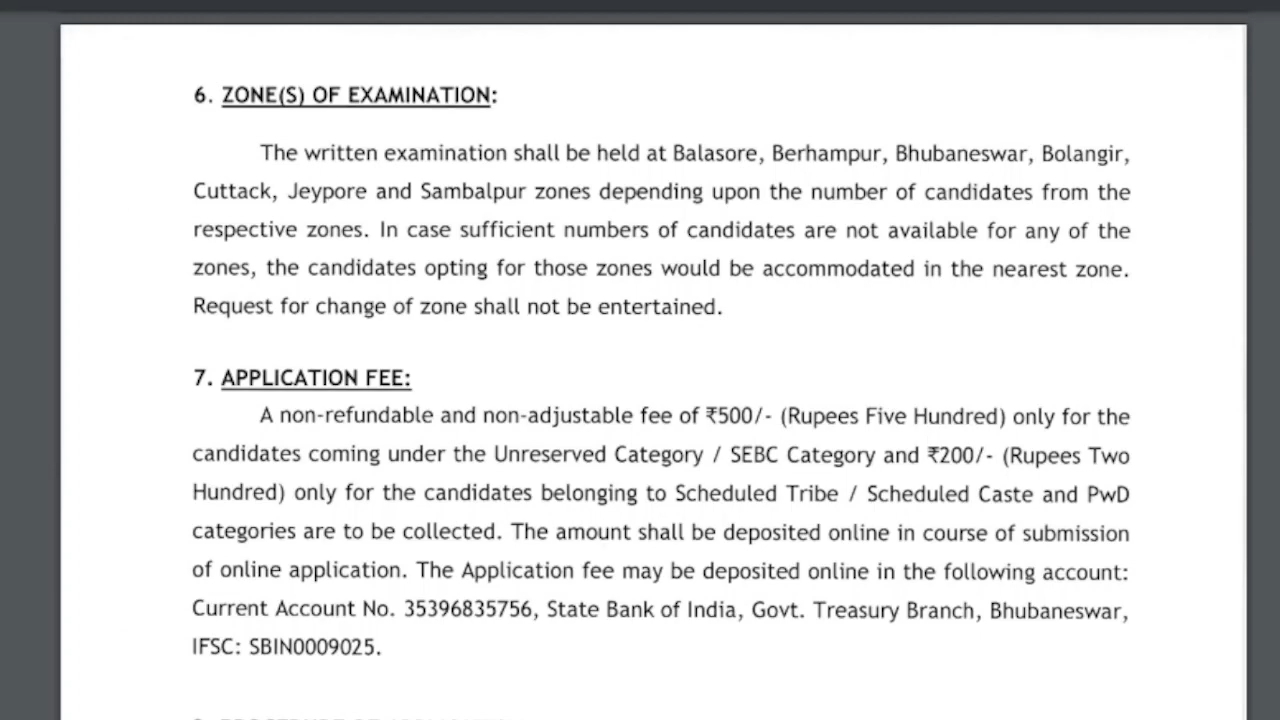 6. ZONE(S) OF EXAMINATION:
The written examination shall be held at Balasore, Berhampur, Bhubaneswar, Bolangir,
Cuttack, Jeypore and Sambalpur zones depending upon the number of candidates from the
respective zones. In case sufficient numbers of candidates are not available for any of the
zones, the candidates opting for those zones would be accommodated in the nearest zone.
Request for change of zone shall not be entertained.
7. APPLICATION FEE:
A non-refundable and non-adjustable fee of ₹500/- (Rupees Five Hundred) only for the
candidates coming under the Unreserved Category / SEBC Category and ₹200/- (Rupees Two
Hundred) only for the candidates belonging to Scheduled Tribe / Scheduled Caste and PwD
categories are to be collected. The amount shall be deposited online in course of submission
of online application. The Application fee may be deposited online in the following account:
Current Account No. 35396835756, State Bank of India, Govt. Treasury Branch, Bhubaneswar,
IFSC: SBIN0009025.